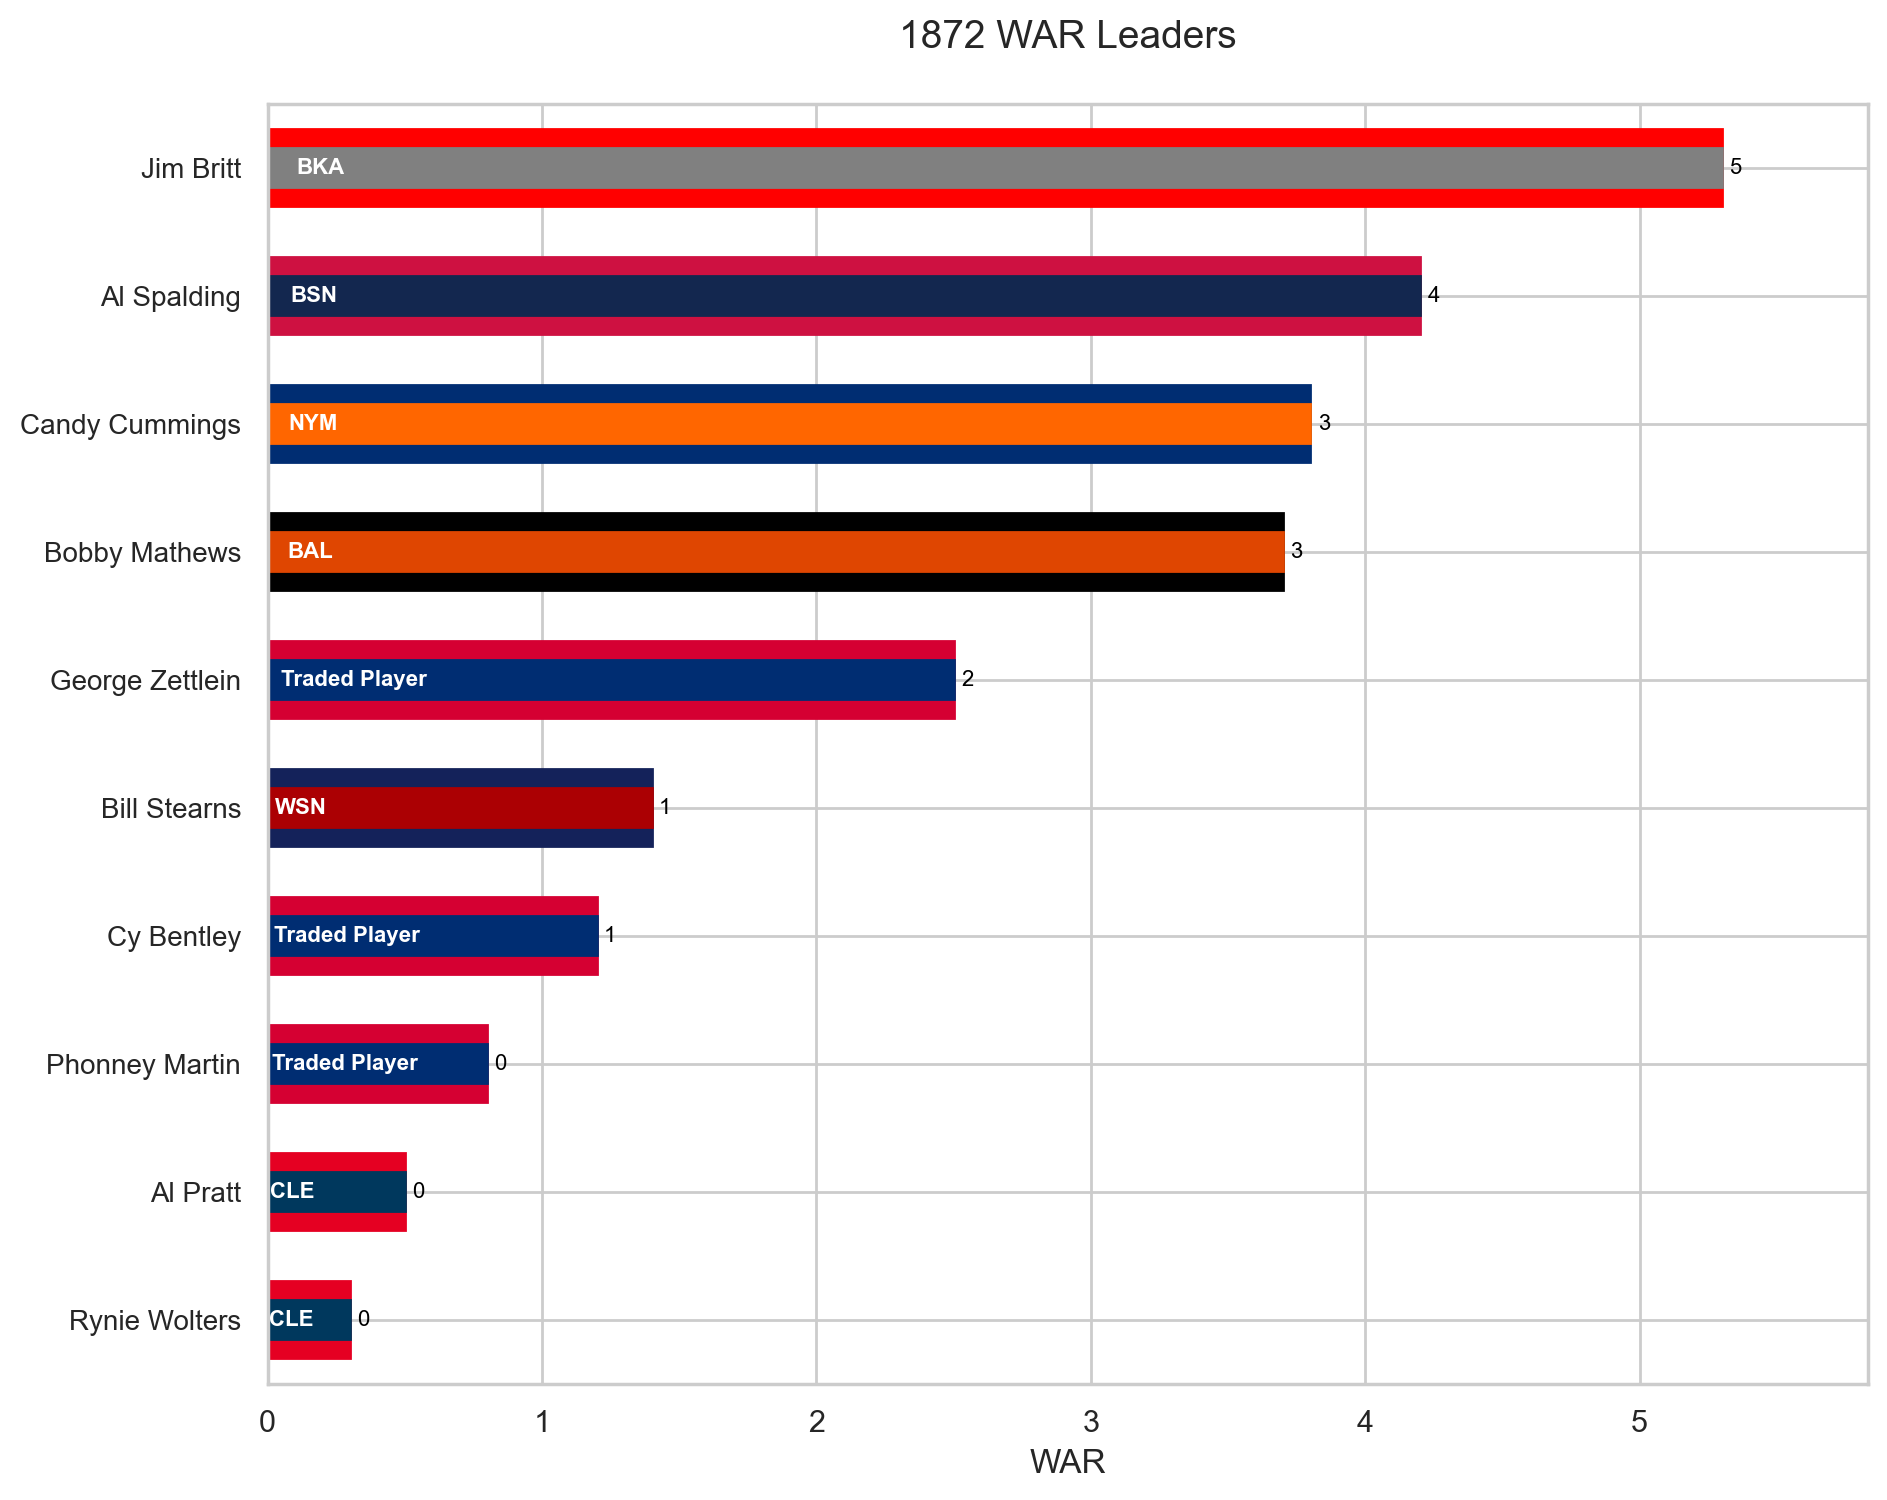 1872 WAR Leaders
Jim Britt BKA 5
Al Spalding BSN 4
Candy Cummings NYM 3
Bobby Mathews BAL 3
George Zettlein Traded Player 2
Bill Stearns WSN 1
Cy Bentley Traded Player 1
Phonney Martin Traded Player 0
Al Pratt CLE 0
Rynie Wolters CLE 0
0 1 2 3 4 5
WAR